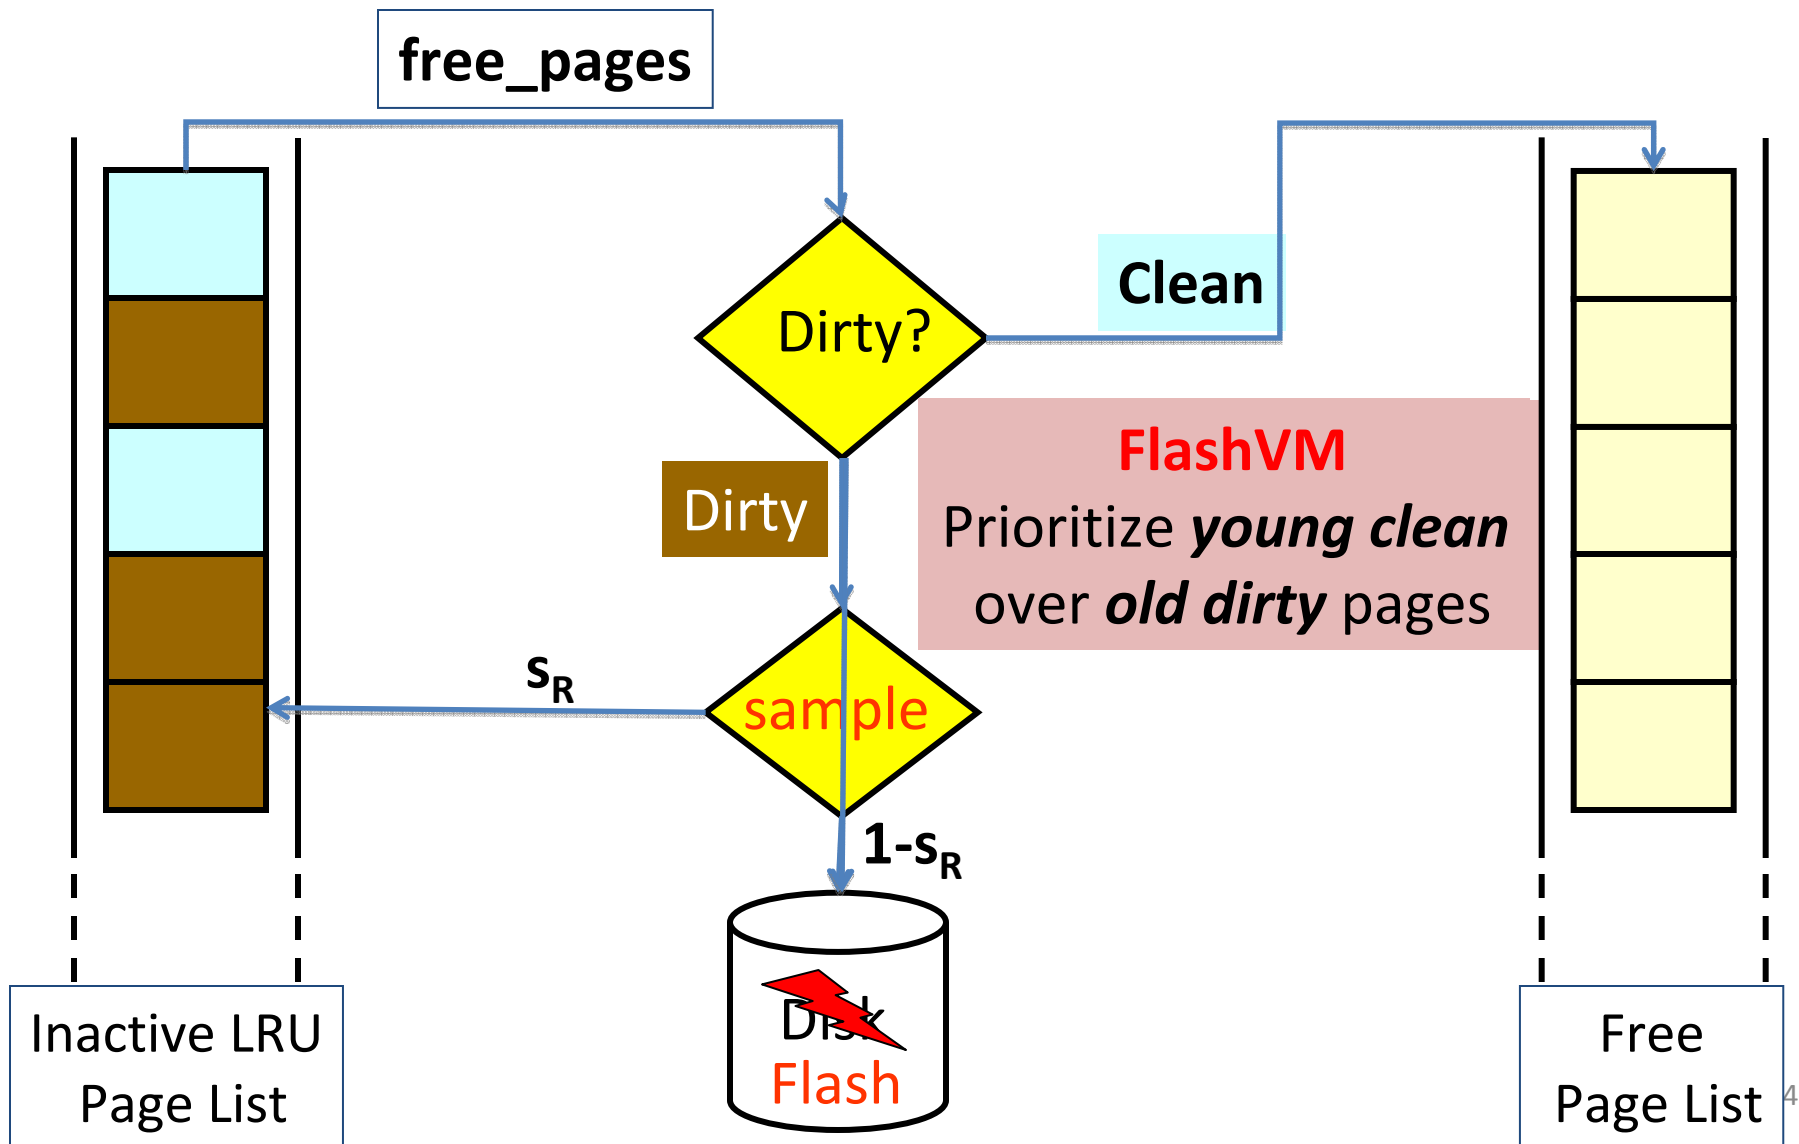 free_pages
Clean
Dirty?
FlashVM
Prioritize young clean
over old dirty pages
Dirty
sR
sample
1-sR
Disk
Flash
Inactive LRU
Page List
Free
Page List
4